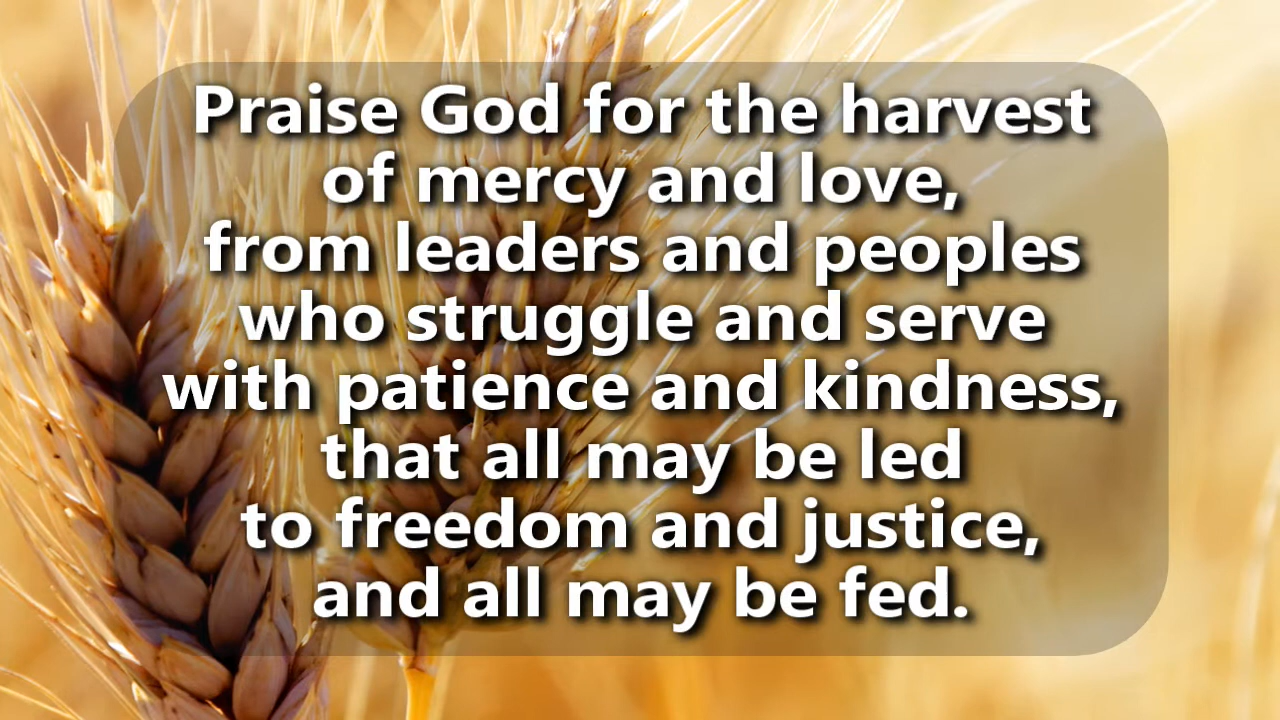 Praise God for the harvest
of mercy and love,
from leaders and peoples
who struggle and serve
with patience and kindness,
that all may be led
to freedom and justice,
and all may be fed.